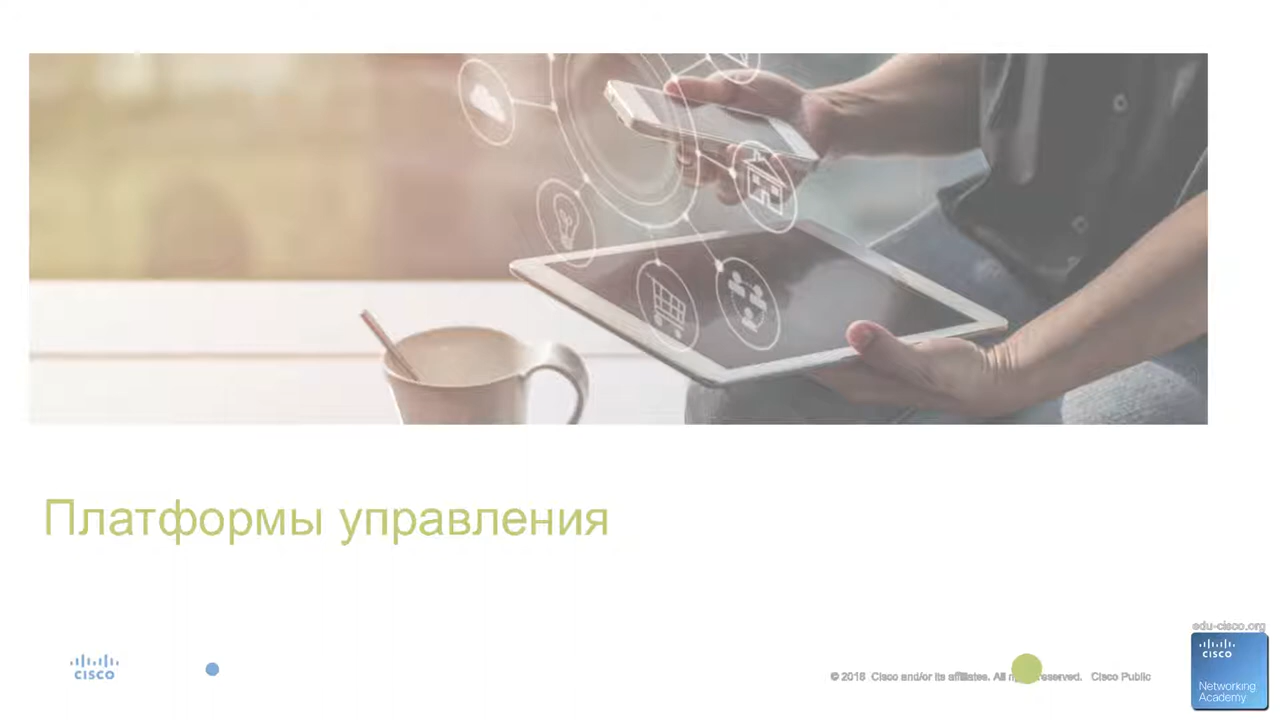 Платформы управления
edu-cisco.org
CISCO
CISCO
© 2016 Cisco and/or its affiliates. All reserved. Cisco Public
Networking
Academy